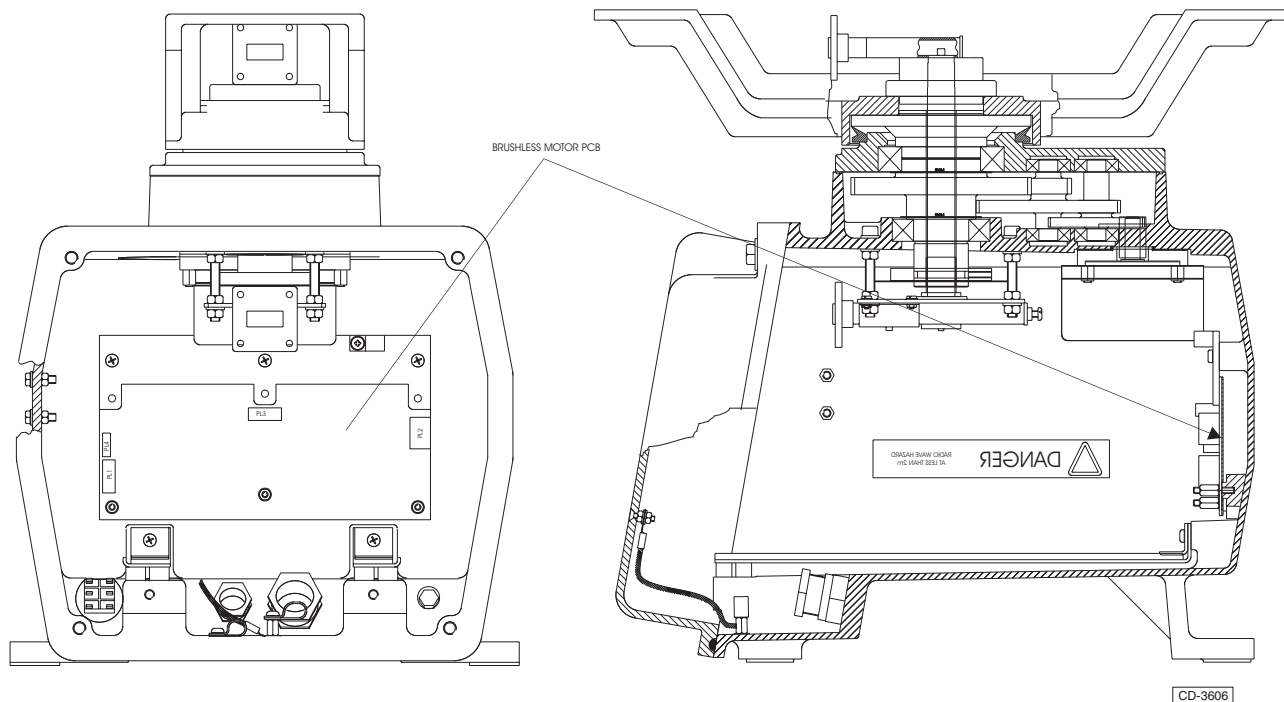 BRUSHLESS MOTOR PCB
PL3
PL2
PL4
PL1
DANGER
RADIO WAVE HAZARD
AT LESS THAN 2m
CD-3606